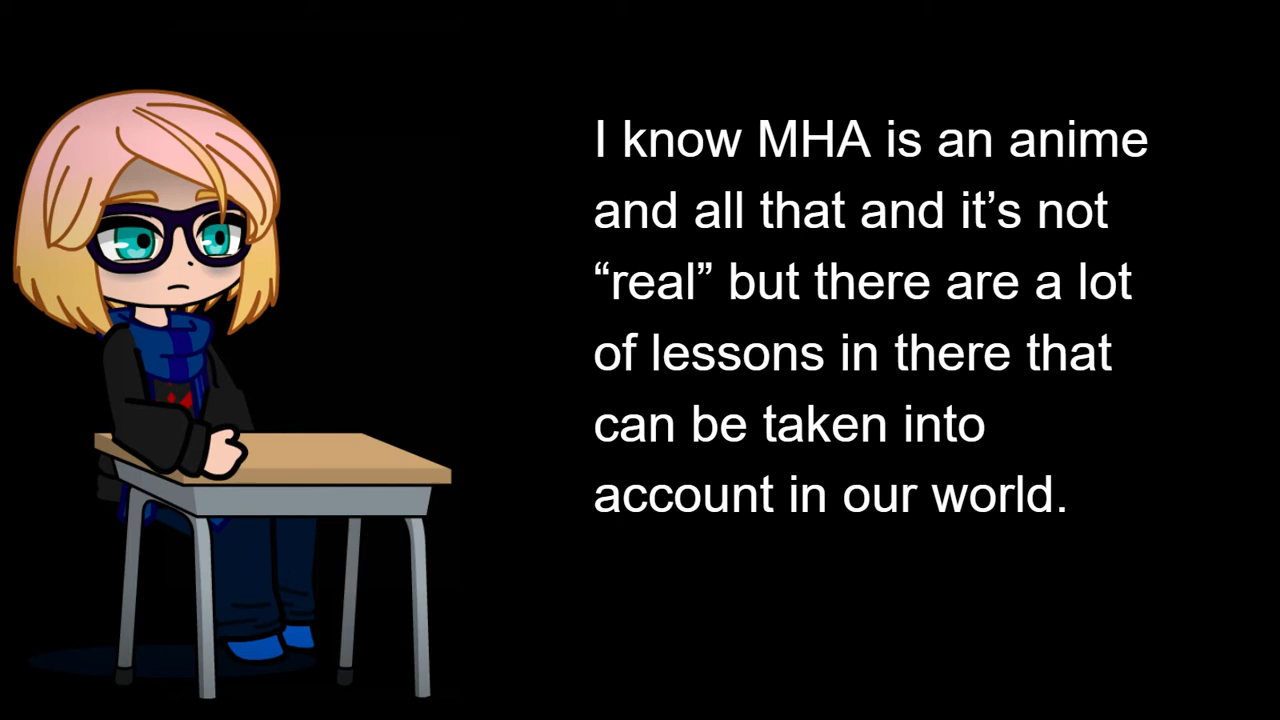 I know MHA is an anime
and all that and it’s not
“real” but there are a lot
of lessons in there that
can be taken into
account in our world.